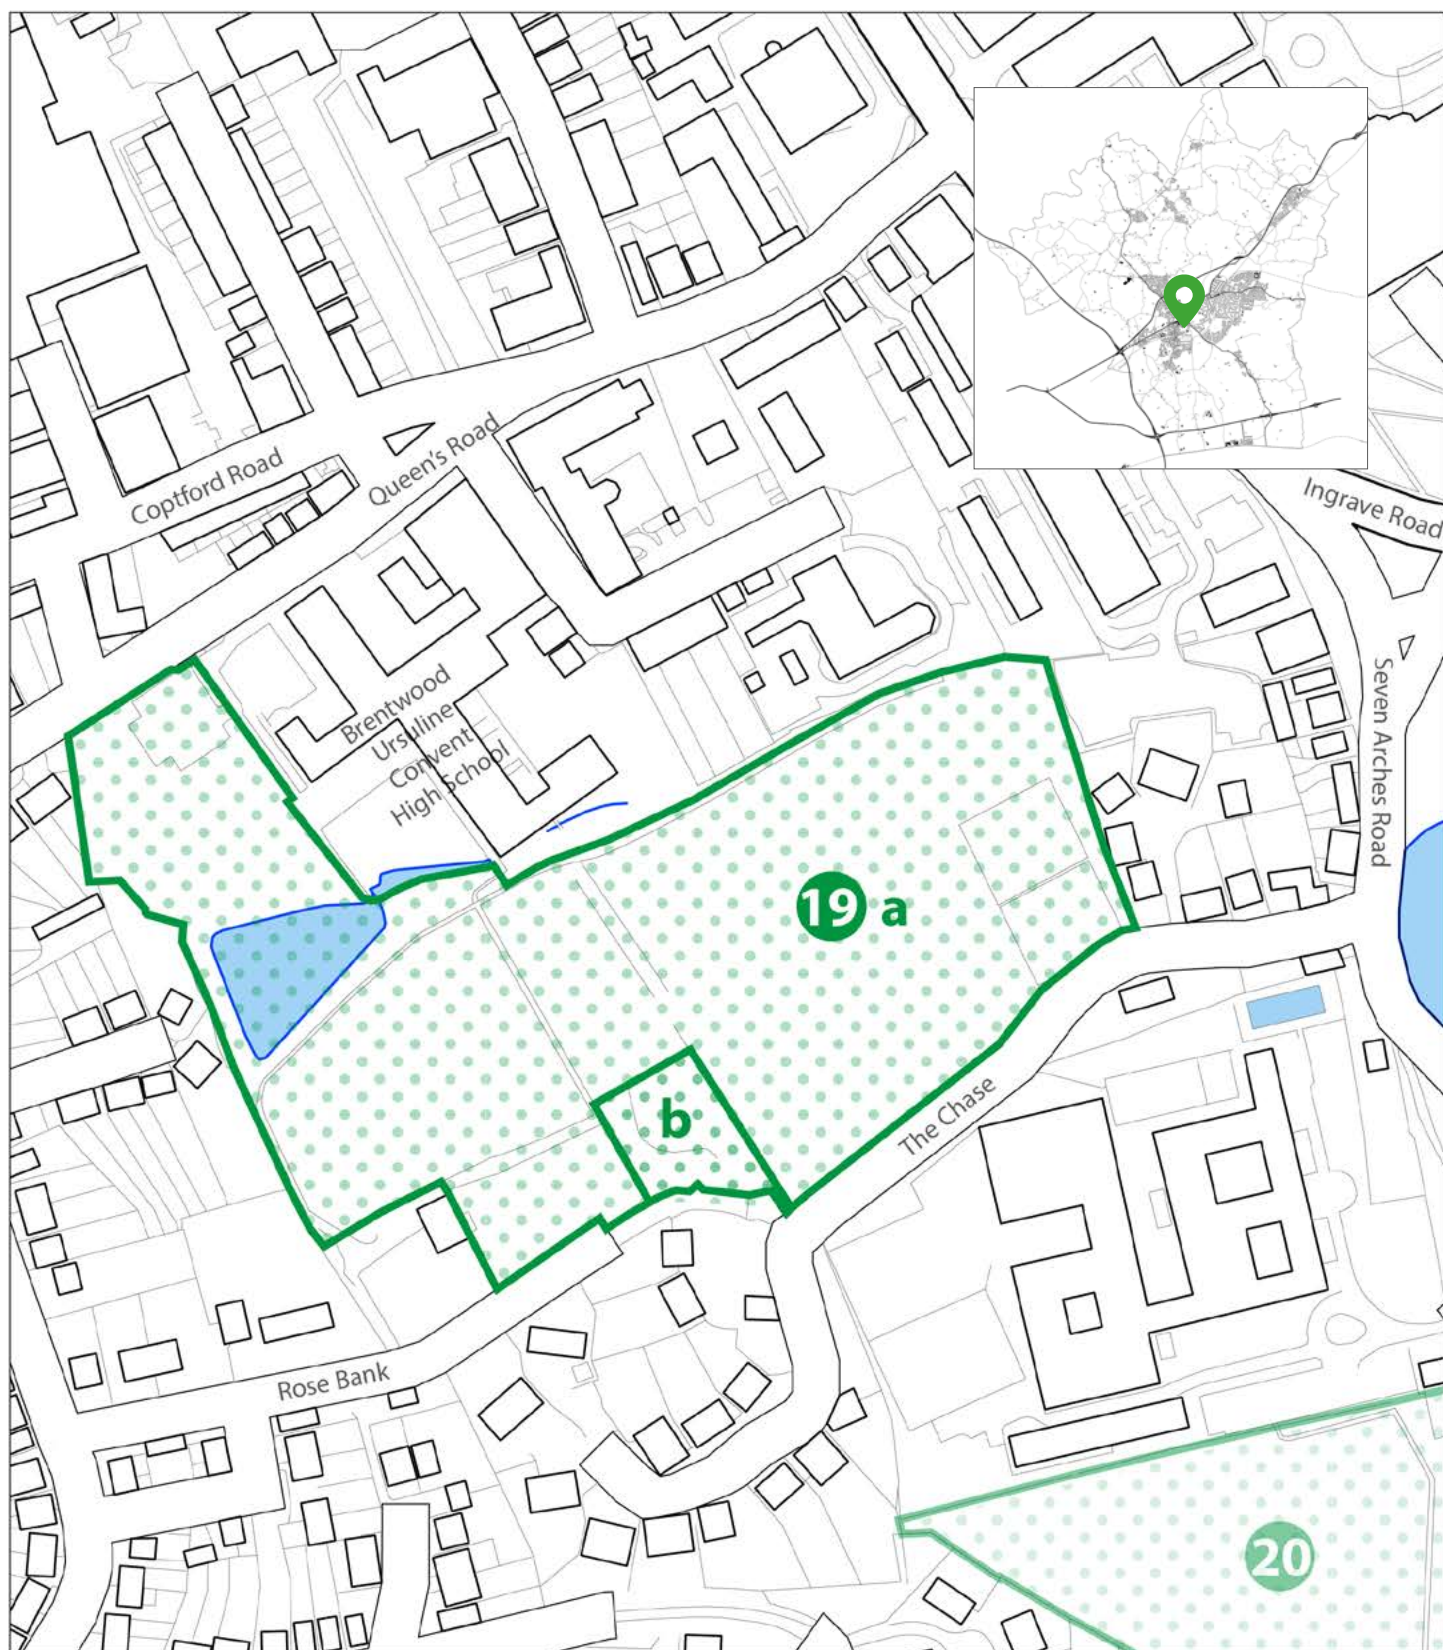 Coptford Road
Queen's Road
Ingrave Road
Seven Arches Road
Brentwood
Ursuline
Convent
High School
19 a
b
The Chase
Rose Bank
20